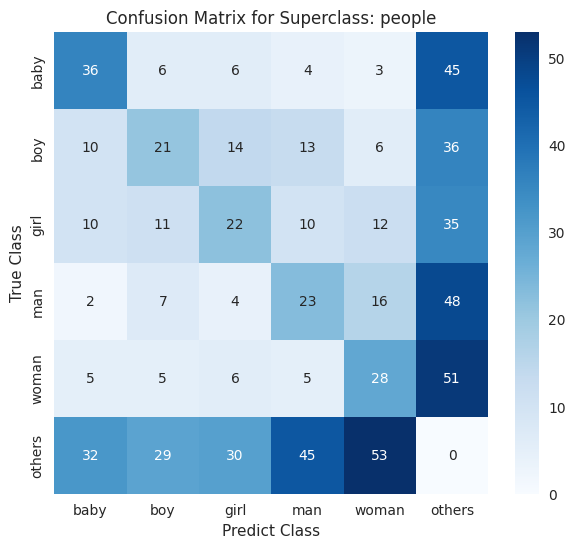 Confusion Matrix for Superclass: people
True Class
baby 36 6 6 4 3 45
boy 10 21 14 13 6 36
girl 10 11 22 10 12 35
man 2 7 4 23 16 48
woman 5 5 6 5 28 51
others 32 29 30 45 53 0
baby boy girl man woman others
Predict Class
50
40
30
20
10
0